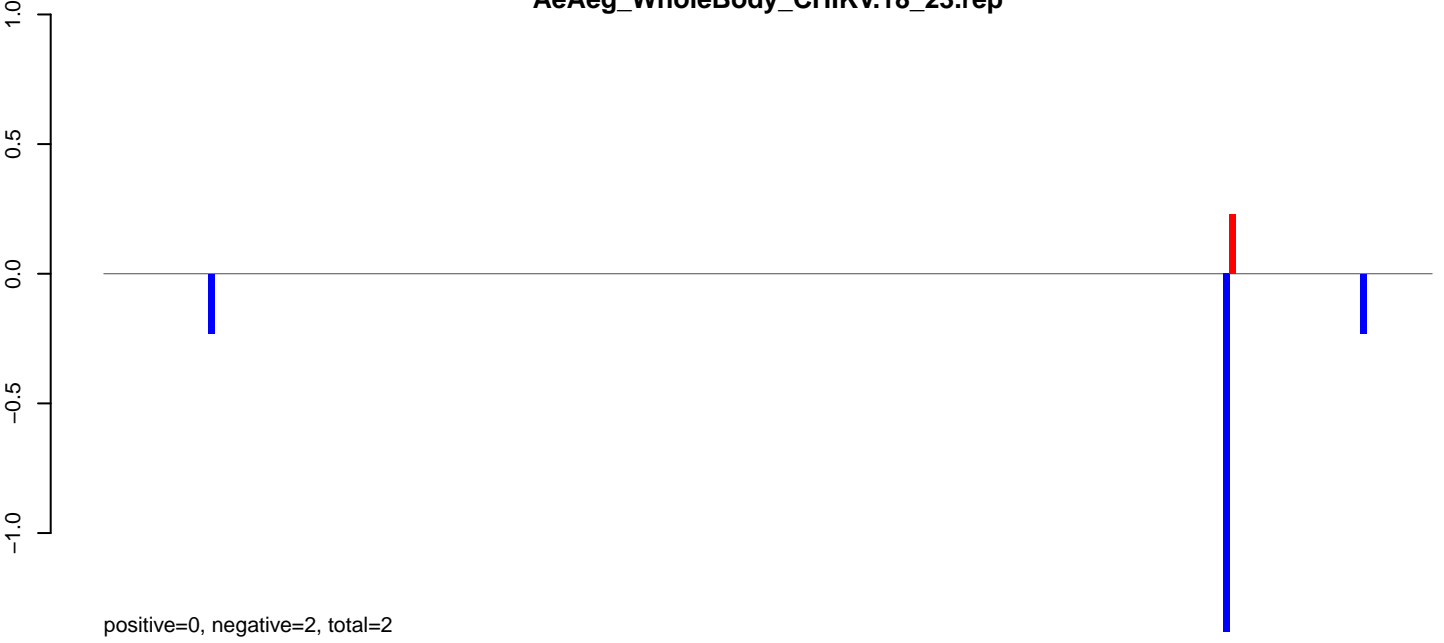 AeAeg_WholeBody_CHIKV.18_23.rep
1.0
0.5
0.0
−0.5
−1.0
positive=0, negative=2, total=2